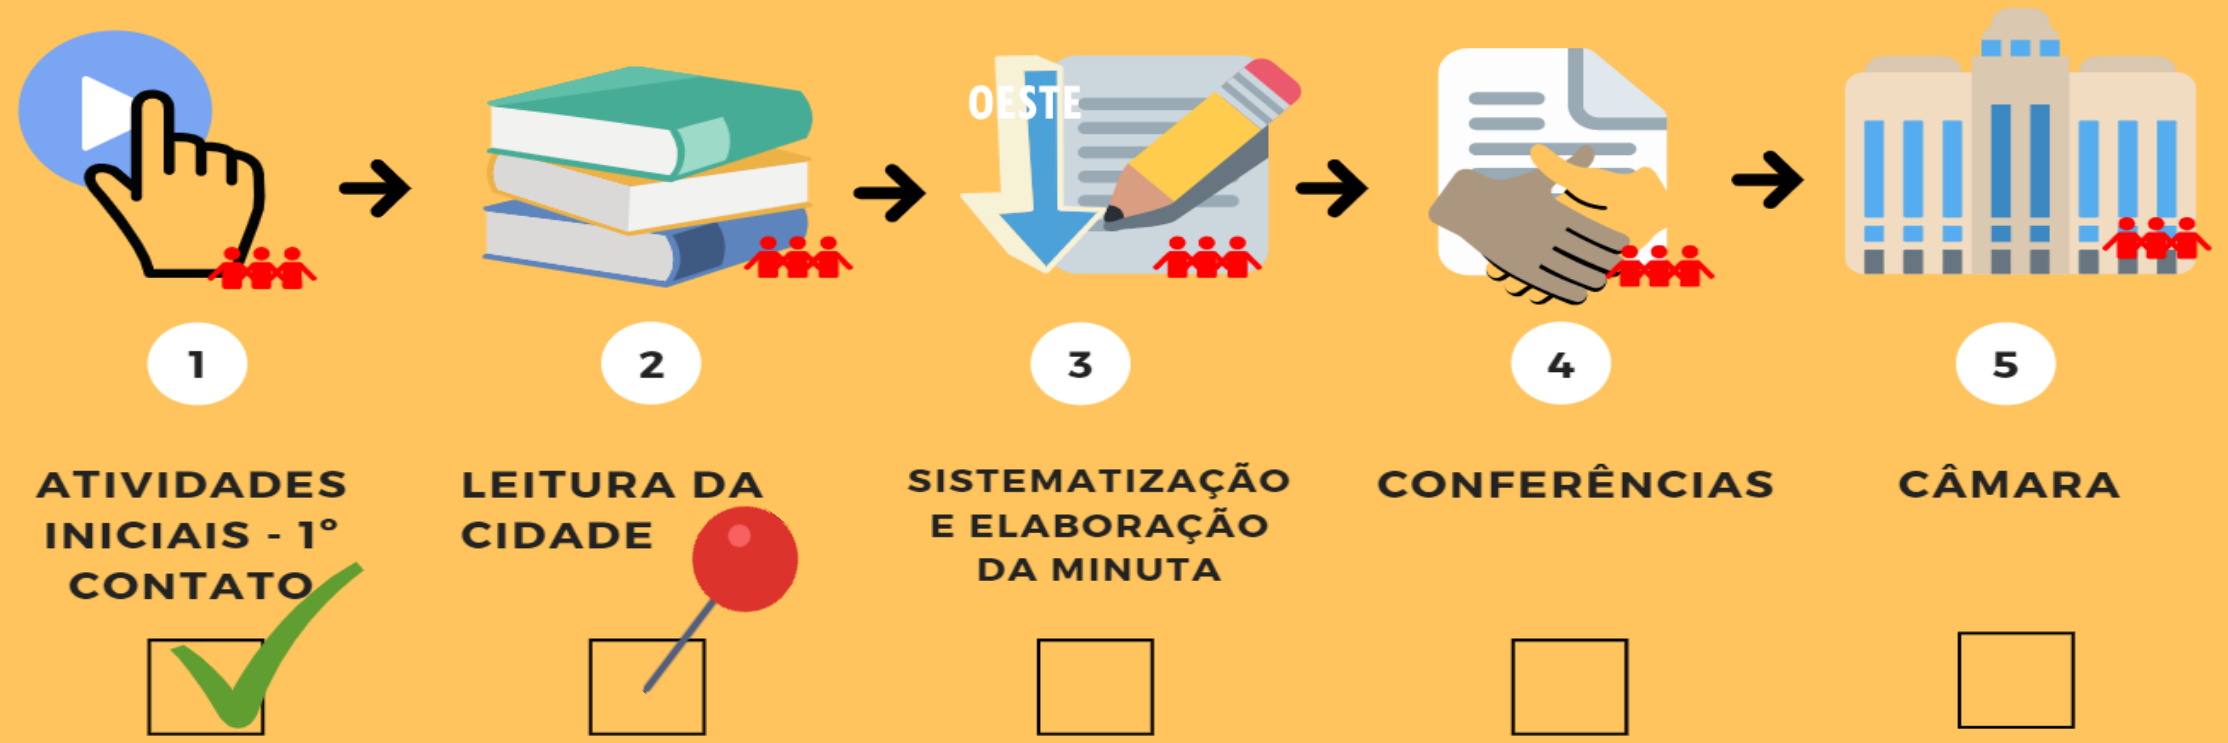 OESTE
1
2
3
4
5
ATIVIDADES
INICIAIS - 1º
CONTATO
LEITURA DA
CIDADE
SISTEMATIZAÇÃO
E ELABORAÇÃO
DA MINUTA
CONFERÊNCIAS
CÂMARA